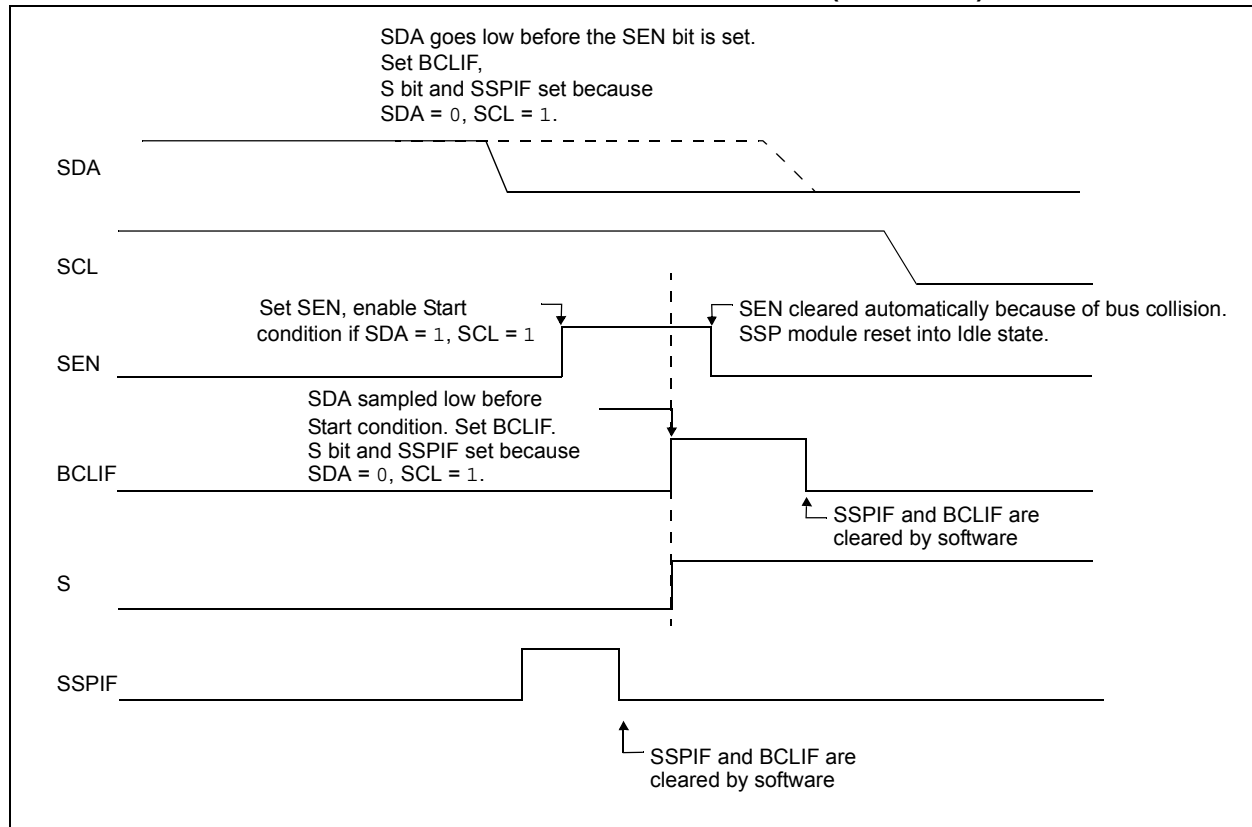 SDA goes low before the SEN bit is set.
Set BCLIF,
S bit and SSPIF set because
SDA = 0, SCL = 1.
SDA
SCL
Set SEN, enable Start
condition if SDA = 1, SCL = 1
SEN cleared automatically because of bus collision.
SSP module reset into Idle state.
SEN
SDA sampled low before
Start condition. Set BCLIF.
S bit and SSPIF set because
SDA = 0, SCL = 1.
BCLIF
SSPIF and BCLIF are
cleared by software
S
SSPIF
SSPIF and BCLIF are
cleared by software